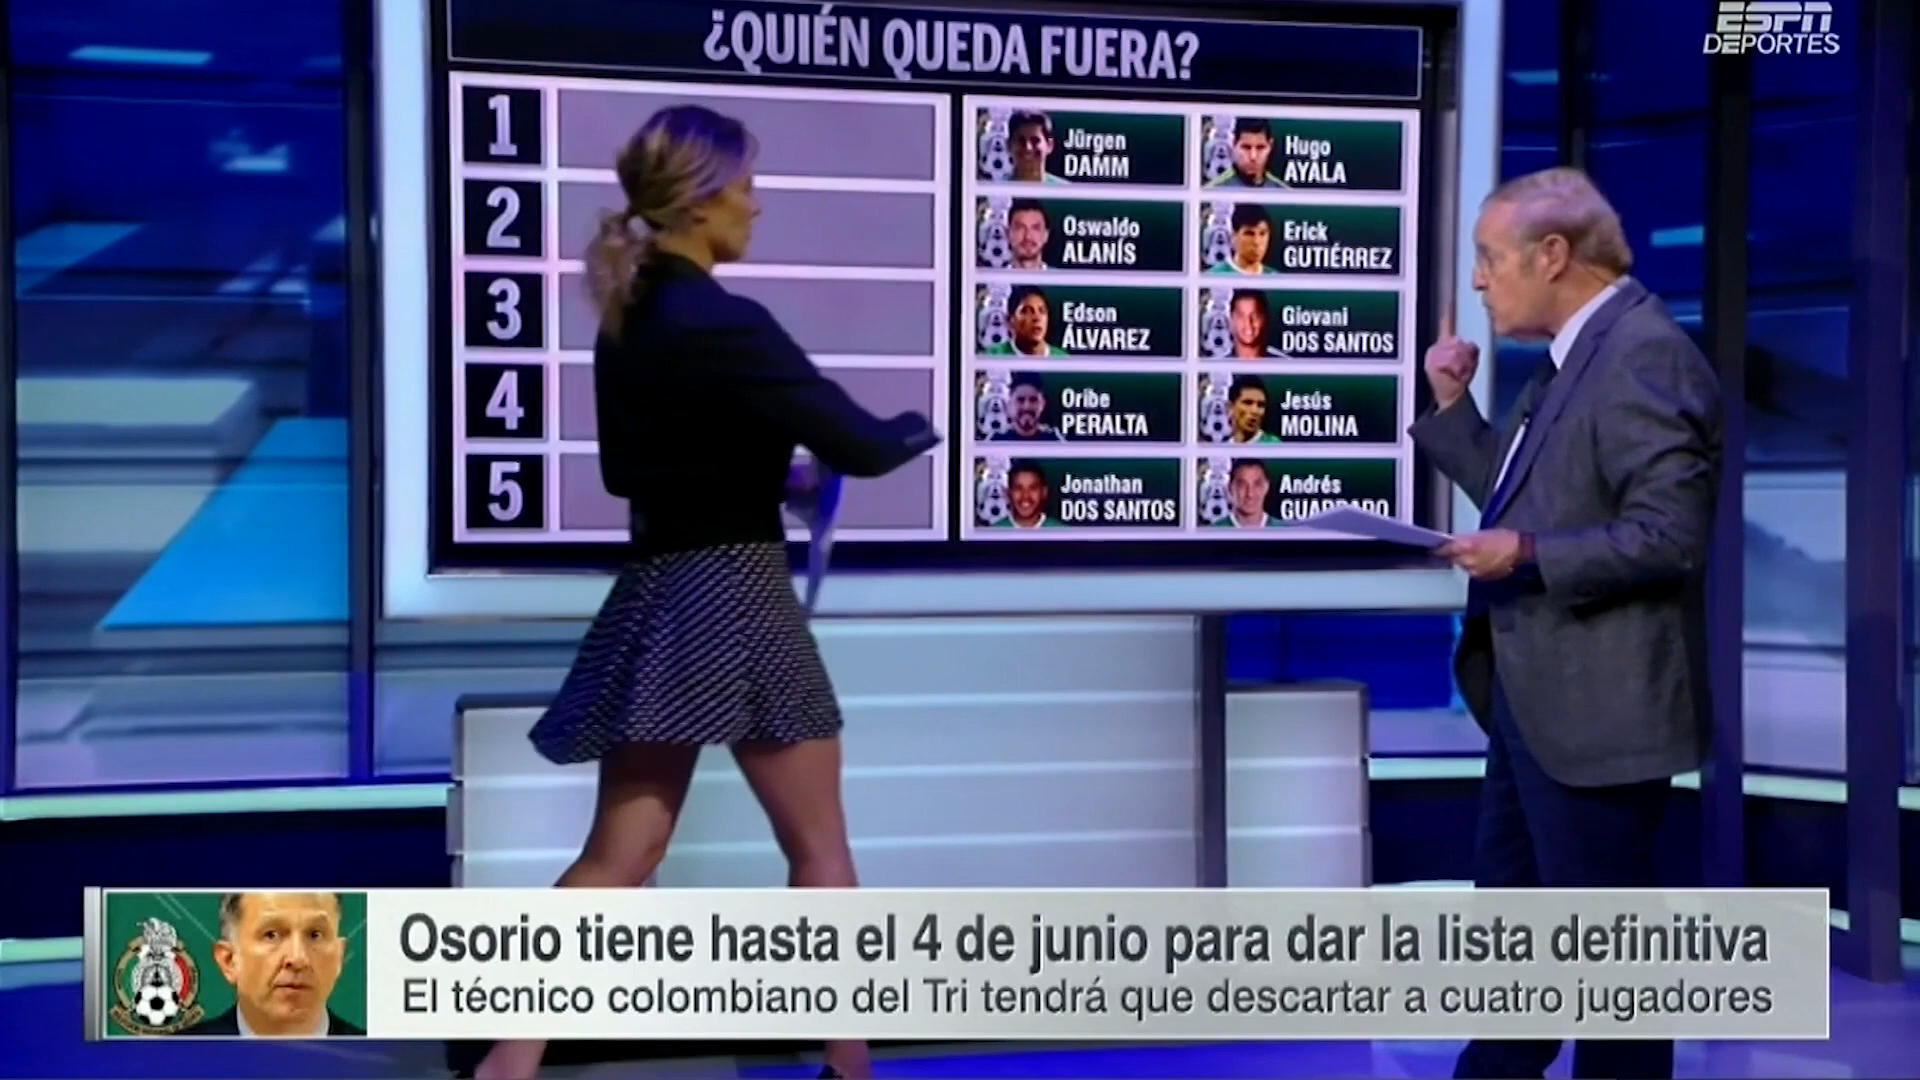 ESPN
DEPORTES
¿QUIÉN QUEDA FUERA?
1
2
3
4
5
Jürgen
DAMM
Hugo
AYALA
Oswaldo
ALANÍS
Erick
GUTIÉRREZ
Edson
ÁLVAREZ
Giovani
DOS SANTOS
Oribe
PERALTA
Jesús
MOLINA
Jonathan
DOS SANTOS
Andrés
GUARDADO
Osorio tiene hasta el 4 de junio para dar la lista definitiva
El técnico colombiano del Tri tendrá que descartar a cuatro jugadores